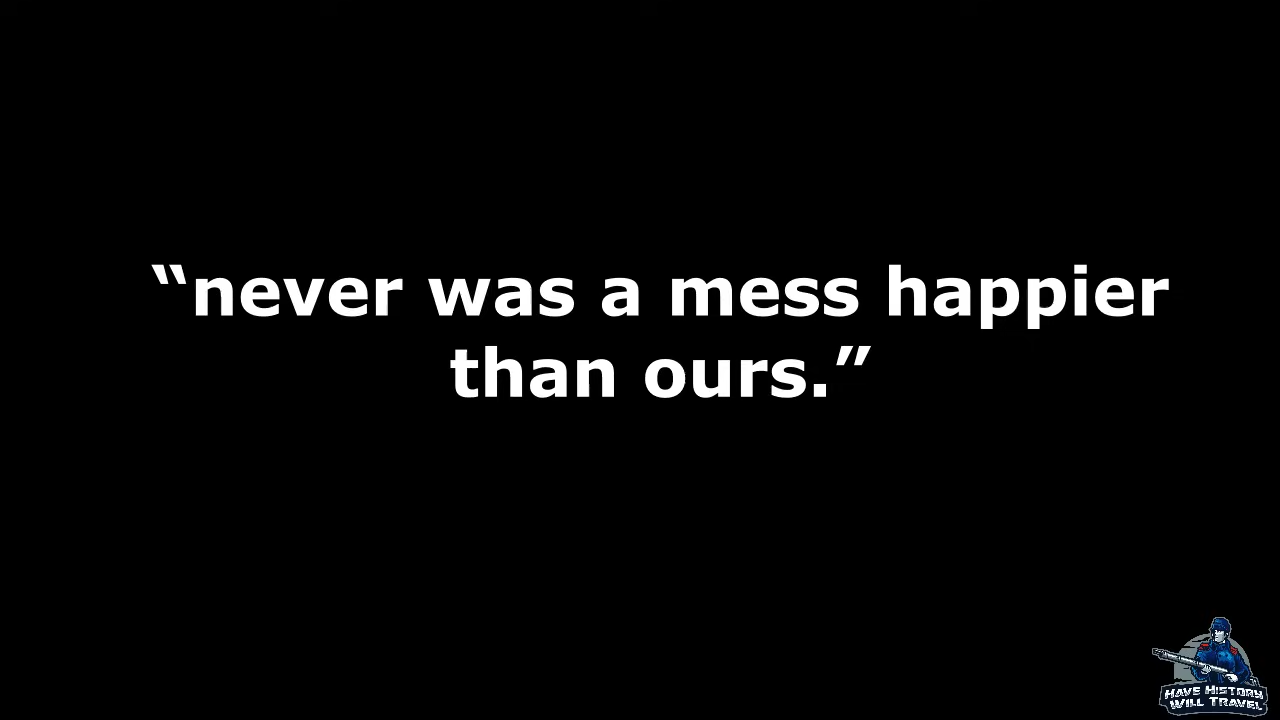 “never was a mess happier
than ours.”
HAVE HISTORY
WILL TRAVEL